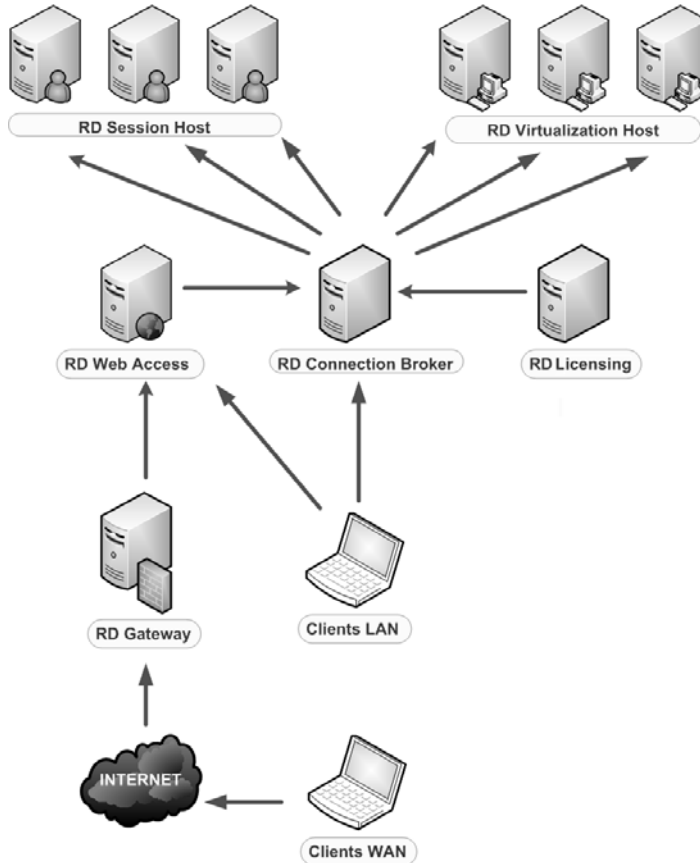 RD Session Host
RD Virtualization Host
RD Web Access
RD Connection Broker
RD Licensing
RD Gateway
Clients LAN
INTERNET
Clients WAN